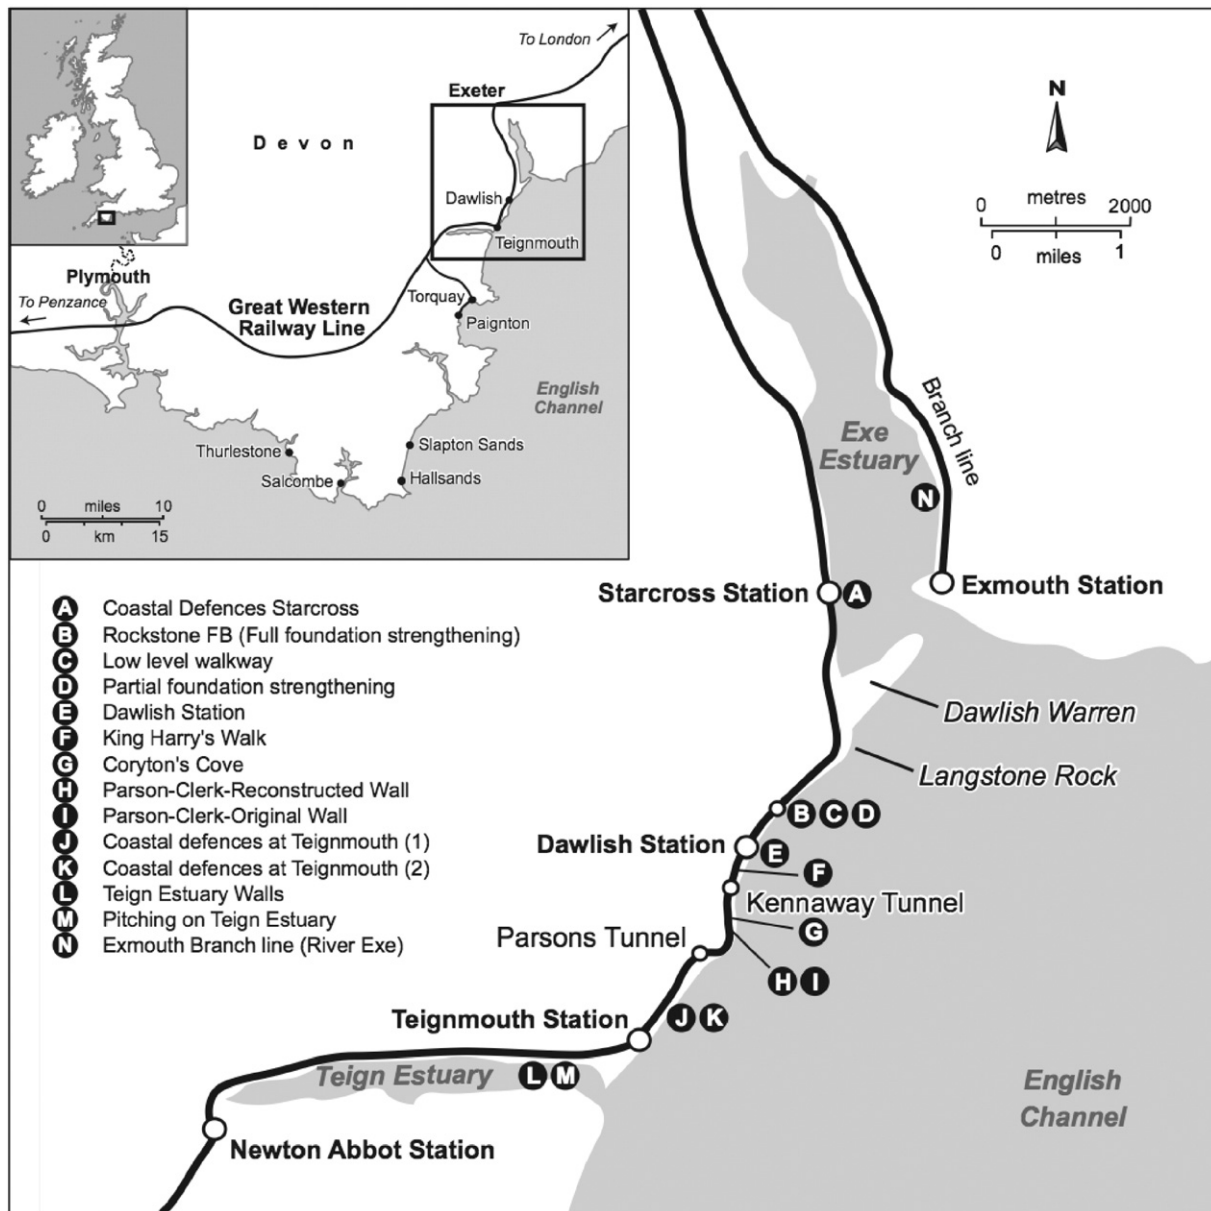 To London
Exeter
Devon
Dawlish
Teignmouth
Plymouth
To Penzance
Great Western
Railway Line
Torquay
Paignton
English
Channel
Thurlestone
Slapton Sands
Salcombe
Hallsands
0 miles 10
0 km 15
N
0 metres 2000
0 miles 1
Branch line
Exe
Estuary
N
Starcross Station
A
Exmouth Station
A Coastal Defences Starcross
B Rockstone FB (Full foundation strengthening)
C Low level walkway
D Partial foundation strengthening
E Dawlish Station
F King Harry's Walk
G Coryton's Cove
H Parson-Clerk-Reconstructed Wall
I Parson-Clerk-Original Wall
J Coastal defences at Teignmouth (1)
K Coastal defences at Teignmouth (2)
L Teign Estuary Walls
M Pitching on Teign Estuary
N Exmouth Branch line (River Exe)
Dawlish Warren
Langstone Rock
B C D
Dawlish Station
E
F
Kennaway Tunnel
G
Parsons Tunnel
H I
Teignmouth Station
J K
Teign Estuary
L M
English
Channel
Newton Abbot Station